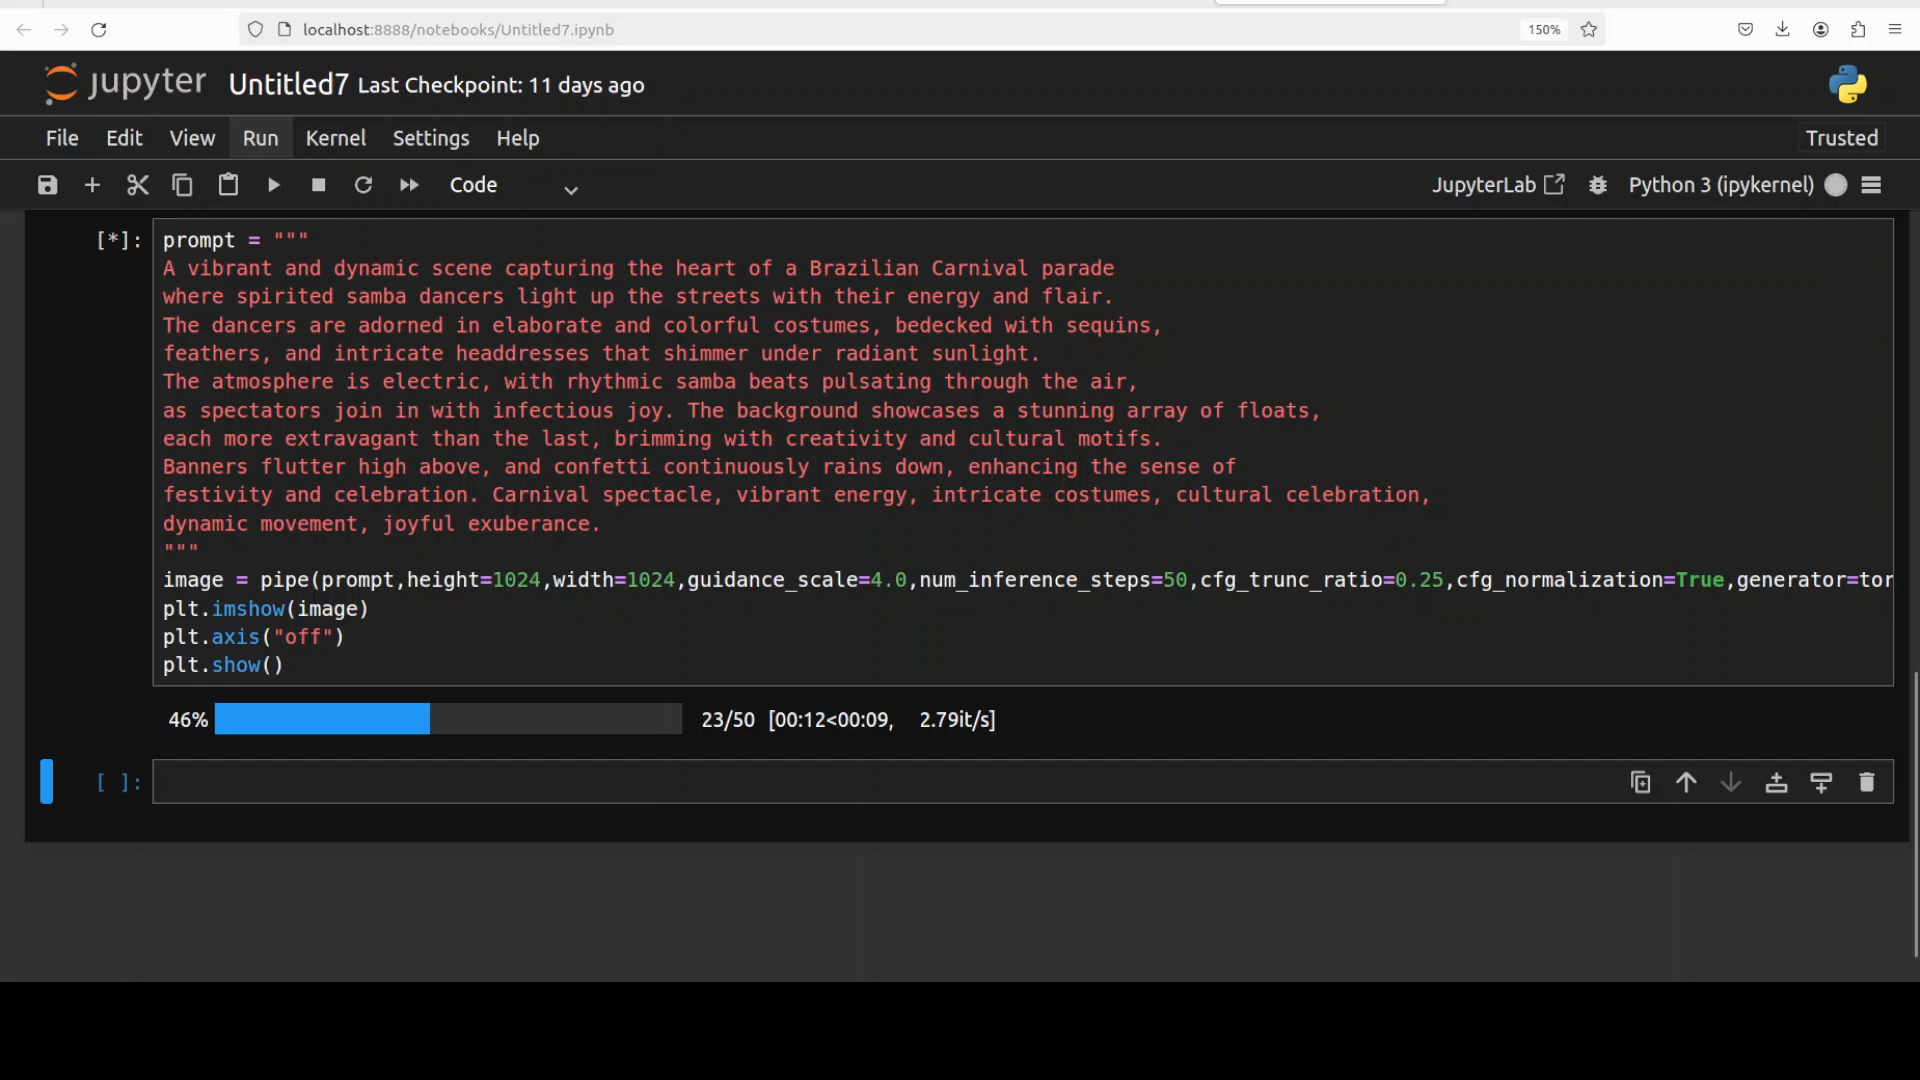 localhost:8888/notebooks/Untitled7.ipynb
150%
jupyter Untitled7 Last Checkpoint: 11 days ago
File Edit View Run Kernel Settings Help Trusted
Code JupyterLab Python 3 (ipykernel)
[*]: prompt = """
A vibrant and dynamic scene capturing the heart of a Brazilian Carnival parade
where spirited samba dancers light up the streets with their energy and flair.
The dancers are adorned in elaborate and colorful costumes, bedecked with sequins,
feathers, and intricate headdresses that shimmer under radiant sunlight.
The atmosphere is electric, with rhythmic samba beats pulsating through the air,
as spectators join in with infectious joy. The background showcases a stunning array of floats,
each more extravagant than the last, brimming with creativity and cultural motifs.
Banners flutter high above, and confetti continuously rains down, enhancing the sense of
festivity and celebration. Carnival spectacle, vibrant energy, intricate costumes, cultural celebration,
dynamic movement, joyful exuberance.
"""
image = pipe(prompt,height=1024,width=1024,guidance_scale=4.0,num_inference_steps=50,cfg_trunc_ratio=0.25,cfg_normalization=True,generator=tor
plt.imshow(image)
plt.axis("off")
plt.show()
46% 23/50 [00:12<00:09, 2.79it/s]
[ ]: